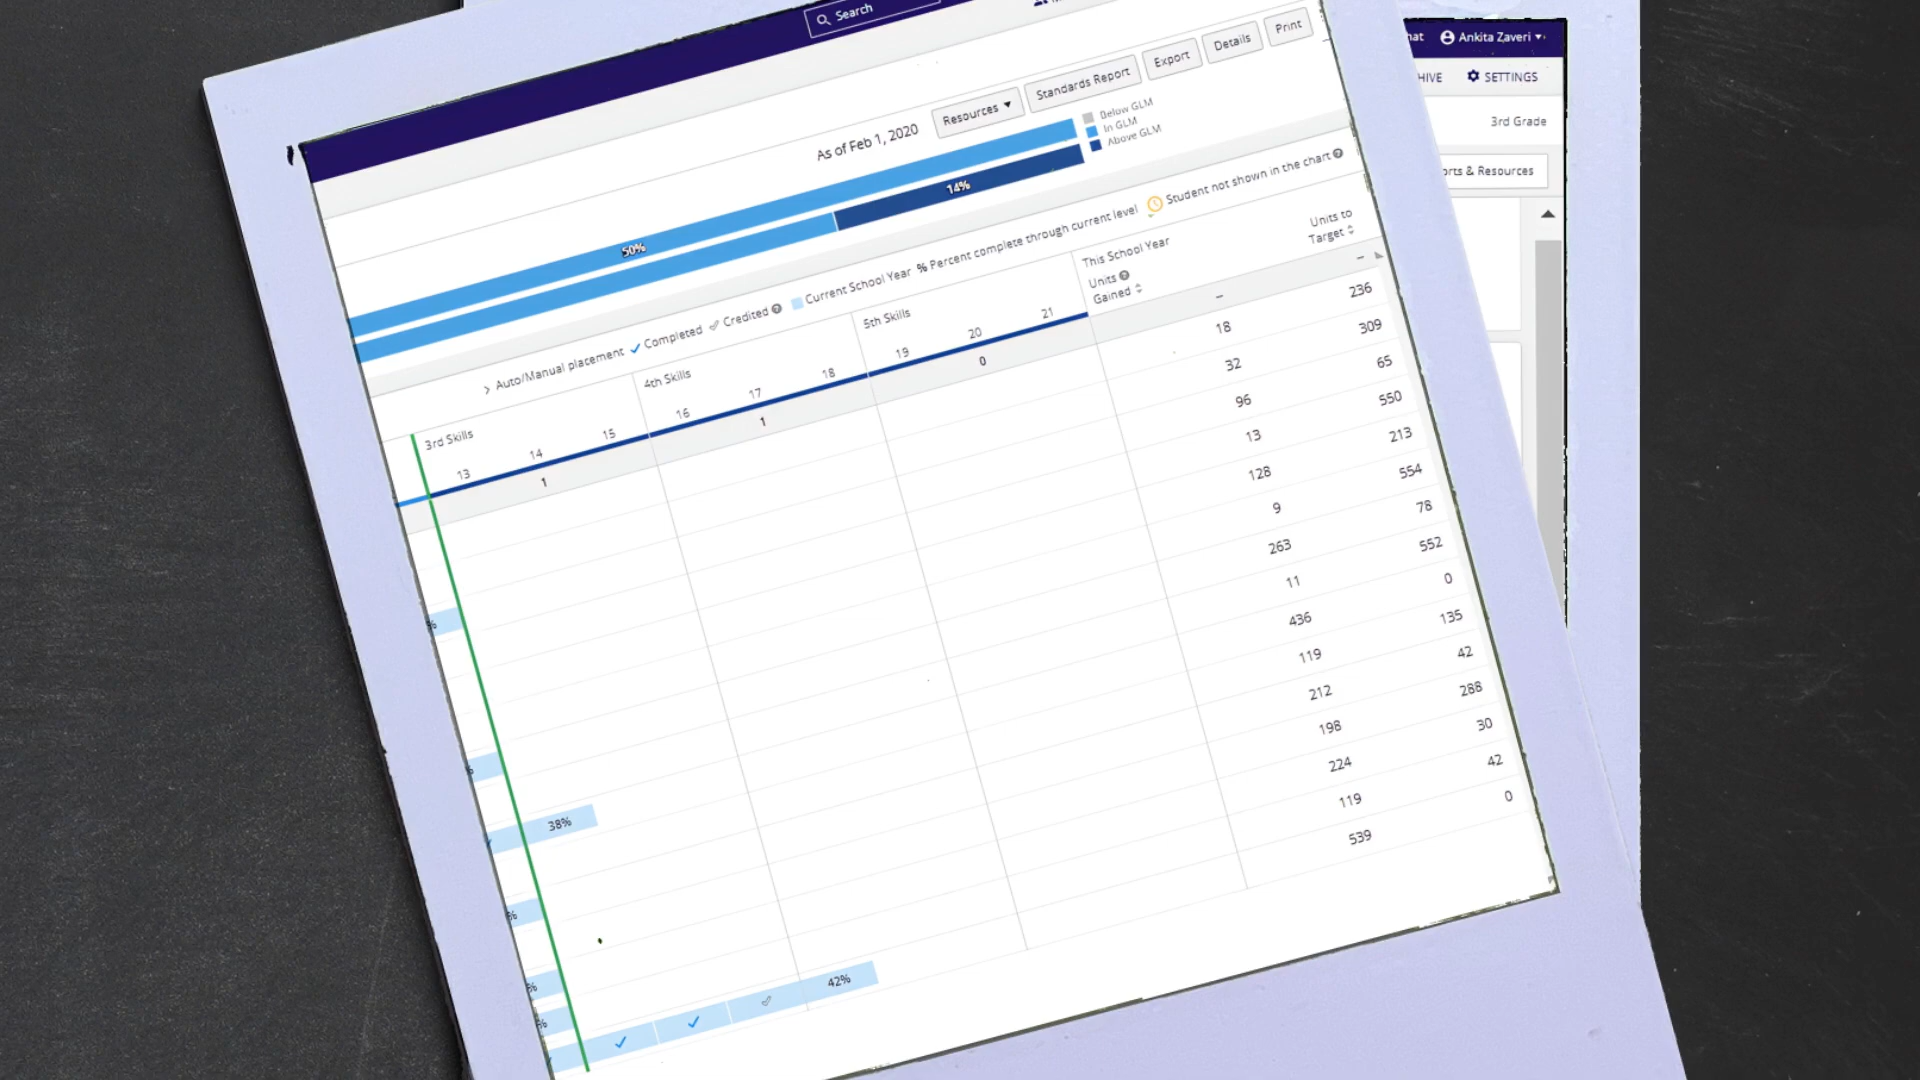 Search
Ankita Zaveri
SETTINGS
3rd Grade
Resources
Standards Report
Export
Details
Print
As of Feb 1, 2020
Below GLM
In GLM
Above GLM
50%
14%
Auto/Manual placement
Completed
Credited
Current School Year
% Percent complete through current level
Student not shown in the chart
3rd Skills
4th Skills
5th Skills
This School Year
Units Gained
Units to Target
13 14 15 16 17 18 19 20 21
1 1 0 – –
18 236
32 309
96 65
13 550
128 213
9 554
263 78
11 552
436 0
119 135
212 42
198 288
224 30
119 42
539 0
38%
42%
& Resources